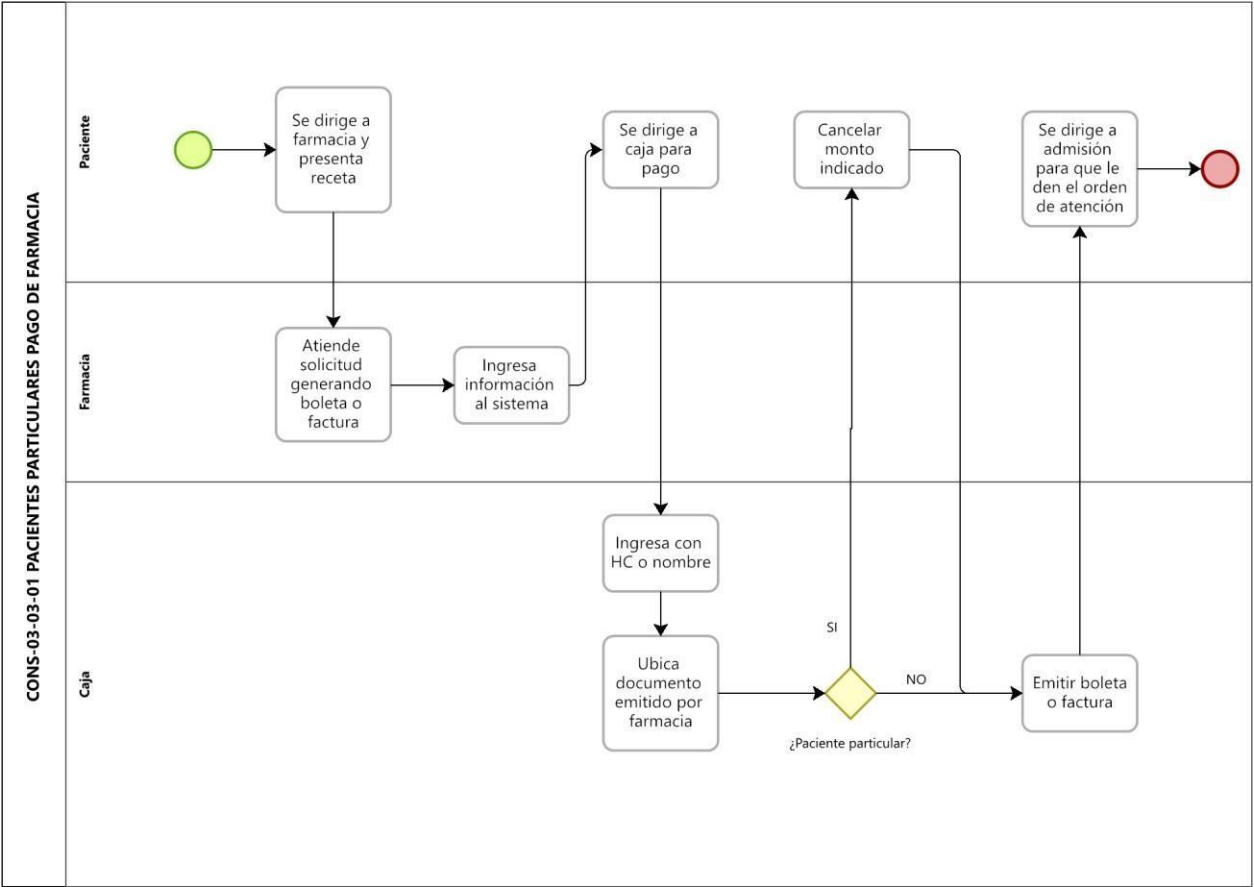 CONS-03-03-01 PACIENTES PARTICULARES PAGO DE FARMACIA
Paciente
Se dirige a
farmacia y
presenta
receta
Se dirige a
caja para
pago
Cancelar
monto
indicado
Se dirige a
admisión
para que le
den el orden
de atención
Farmacia
Atiende
solicitud
generando
boleta o
factura
Ingresa
información
al sistema
Caja
Ingresa con
HC o nombre
Ubica
documento
emitido por
farmacia
SI
NO
¿Paciente particular?
Emitir boleta
o factura